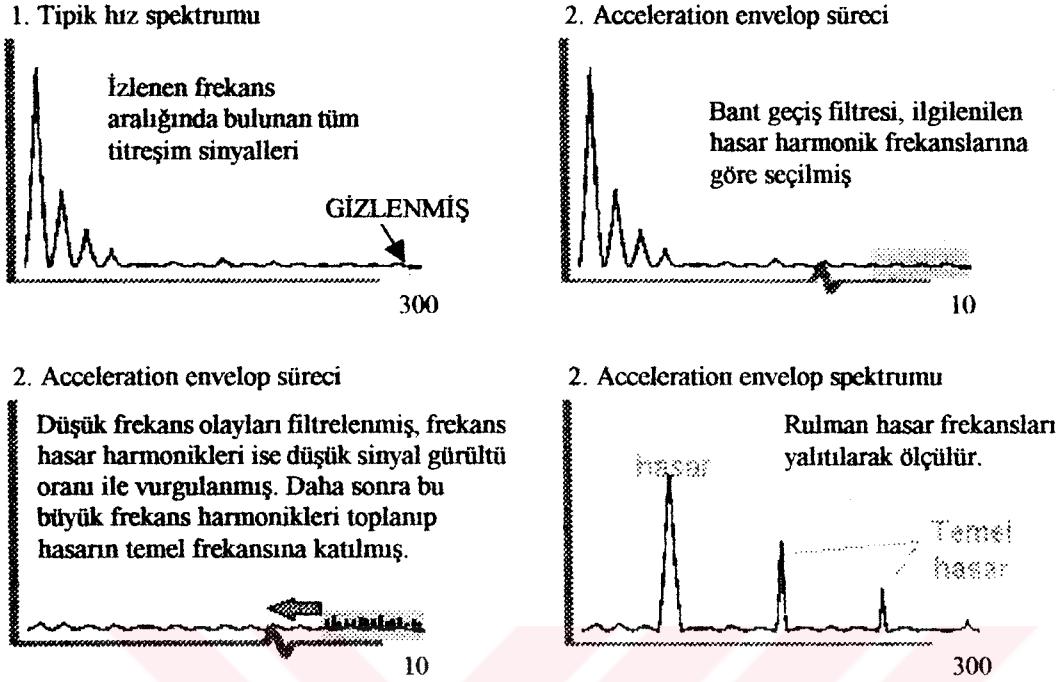 1. Tipik hız spektrumu
İzlenen frekans
aralığında bulunan tüm
titreşim sinyalleri
GİZLENMİŞ
300
2. Acceleration envelop süreci
Bant geçiş filtresi, ilgilenilen
hasar harmonik frekanslarına
göre seçilmiş
10
2. Acceleration envelop süreci
Düşük frekans olayları filtrelenmiş, frekans
hasar harmonikleri ise düşük sinyal gürültü
oranı ile vurgulanmış. Daha sonra bu
büyük frekans harmonikleri toplanıp
hasarın temel frekansına katılmış.
10
2. Acceleration envelop spektrumu
Rulman hasar frekansları
yalıtılarak ölçülür.
hasar
Temel
hasar
300